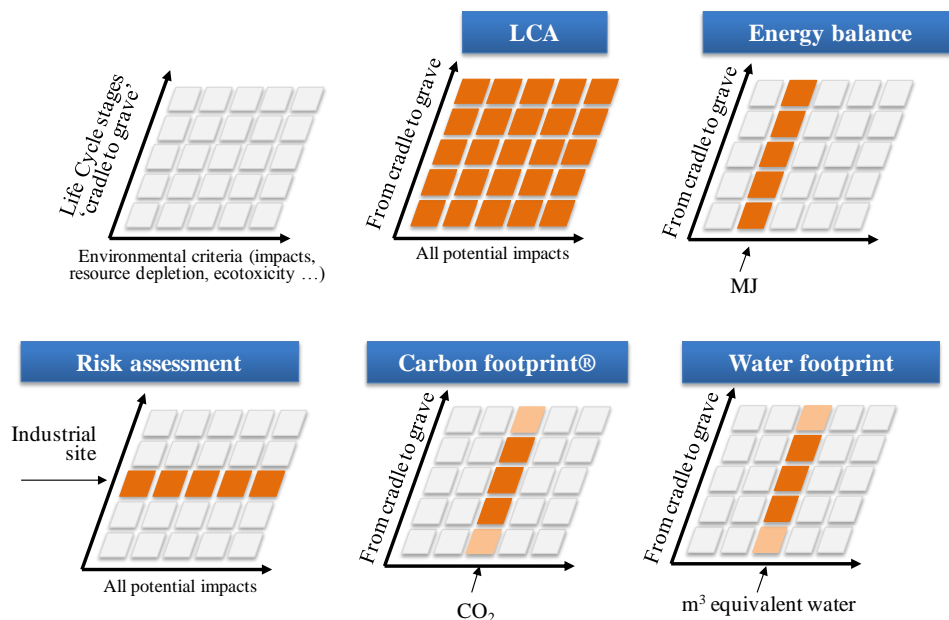 LCA
Energy balance
Life Cycle stages
‘cradle to grave’
Environmental criteria (impacts,
resource depletion, ecotoxicity …)
From cradle to grave
All potential impacts
From cradle to grave
MJ
Risk assessment
Carbon footprint®
Water footprint
Industrial
site
All potential impacts
From cradle to grave
CO₂
From cradle to grave
m³ equivalent water